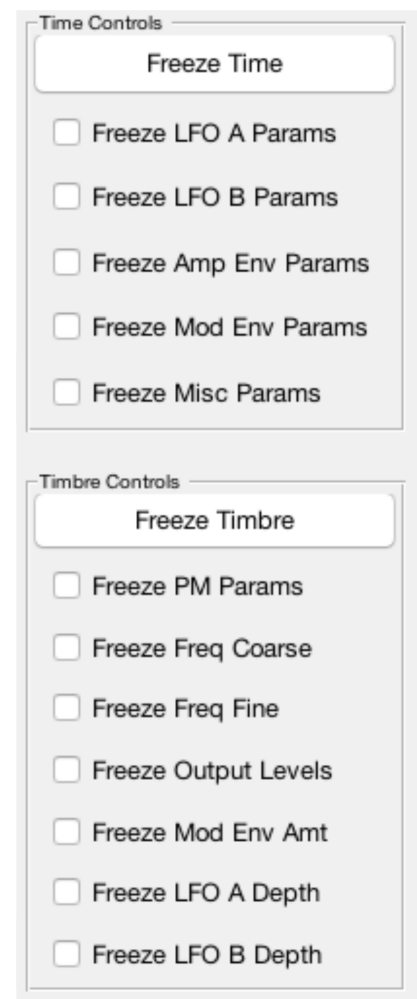 Time Controls
Freeze Time
Freeze LFO A Params
Freeze LFO B Params
Freeze Amp Env Params
Freeze Mod Env Params
Freeze Misc Params
Timbre Controls
Freeze Timbre
Freeze PM Params
Freeze Freq Coarse
Freeze Freq Fine
Freeze Output Levels
Freeze Mod Env Amt
Freeze LFO A Depth
Freeze LFO B Depth